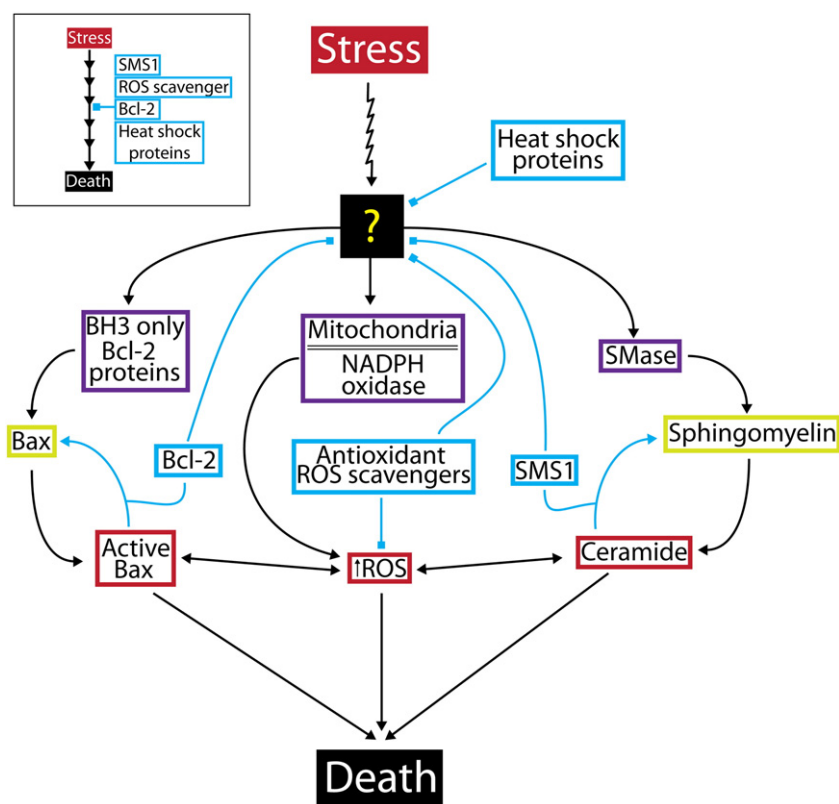 Stress
SMS1
ROS scavenger
Bcl-2
Heat shock
proteins
Death
Stress
Heat shock
proteins
?
BH3 only
Bcl-2
proteins
Mitochondria
NADPH
oxidase
SMase
Bax
Bcl-2
Antioxidant
ROS scavengers
SMS1
Sphingomyelin
Active
Bax
↑ROS
Ceramide
Death